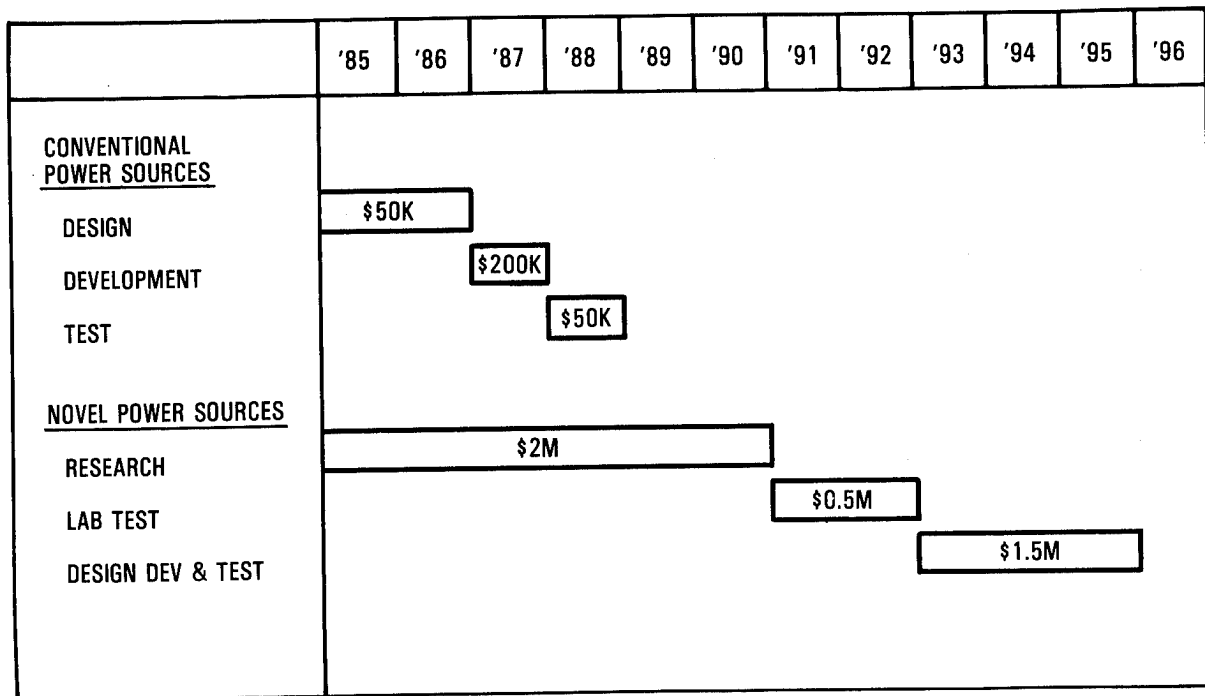 '85 '86 '87 '88 '89 '90 '91 '92 '93 '94 '95 '96
CONVENTIONAL
POWER SOURCES
DESIGN $50K
DEVELOPMENT $200K
TEST $50K
NOVEL POWER SOURCES
RESEARCH $2M
LAB TEST $0.5M
DESIGN DEV & TEST $1.5M